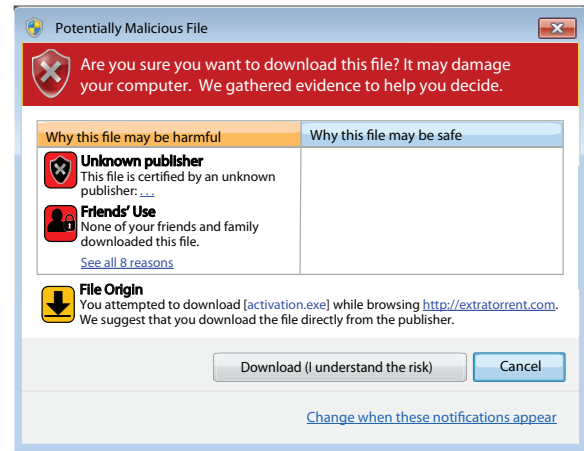 Potentially Malicious File
Are you sure you want to download this file? It may damage
your computer. We gathered evidence to help you decide.
Why this file may be harmful
Why this file may be safe
Unknown publisher
This file is certified by an unknown
publisher: . . .
Friends' Use
None of your friends and family
downloaded this file.
See all 8 reasons
File Origin
You attempted to download [activation.exe] while browsing http://extratorrent.com.
We suggest that you download the file directly from the publisher.
Download (I understand the risk)
Cancel
Change when these notifications appear